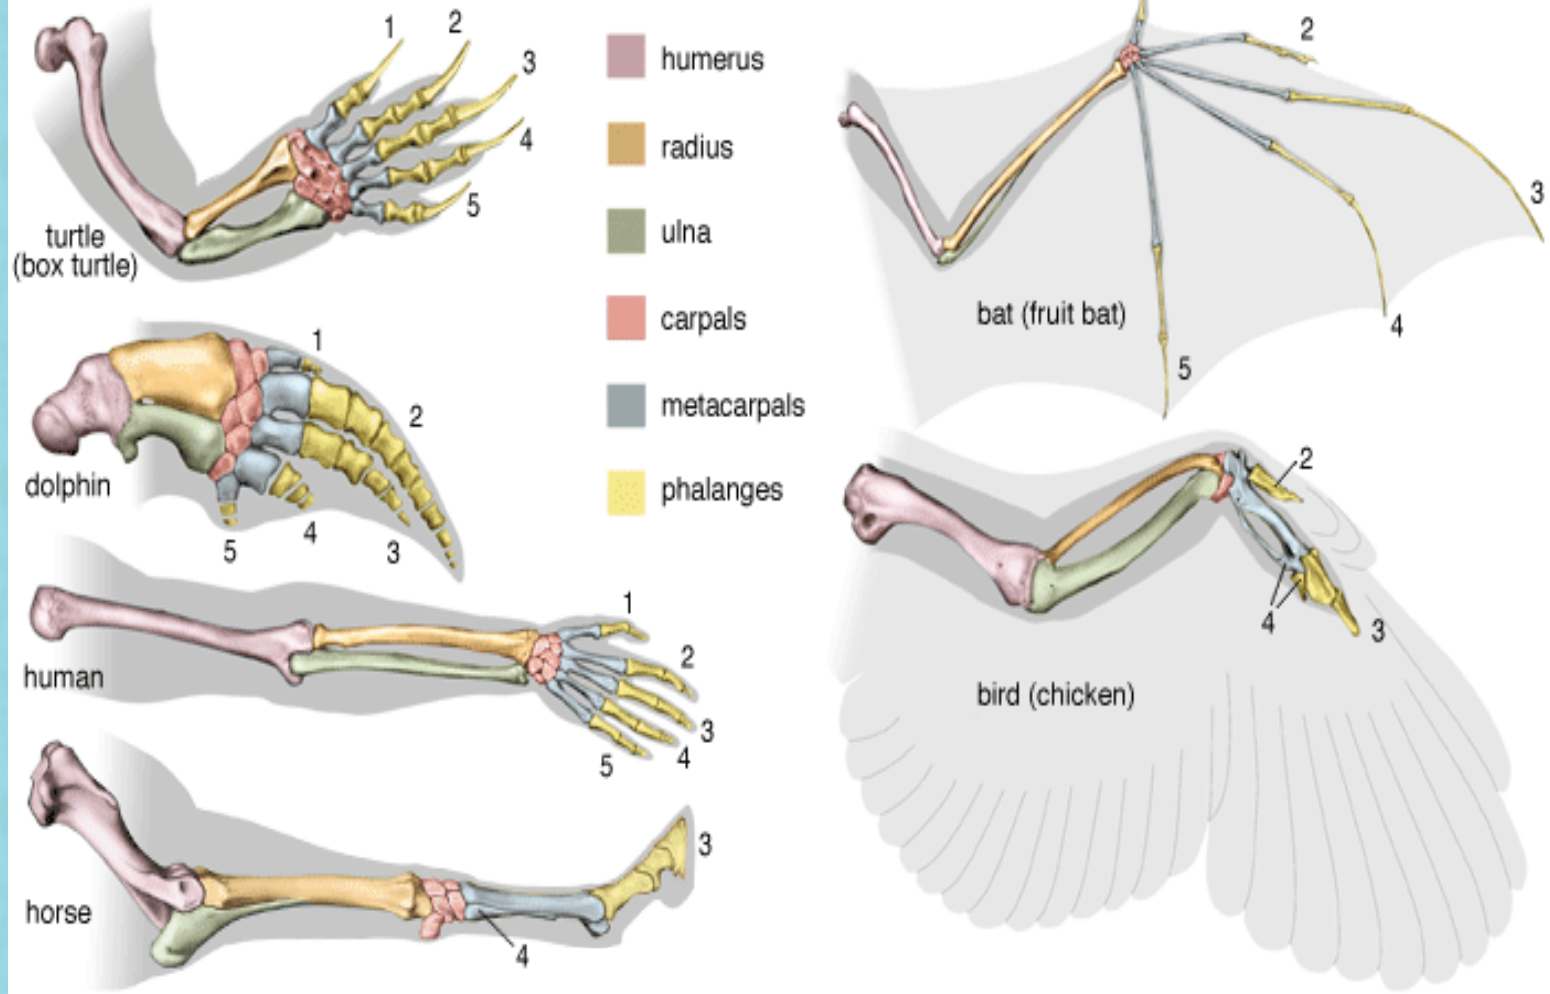 1
2
3
4
5
turtle
(box turtle)
humerus
radius
ulna
carpals
metacarpals
phalanges
2
3
4
5
bat (fruit bat)
1
2
3
4
5
dolphin
1
2
3
4
5
human
3
4
horse
2
3
4
bird (chicken)